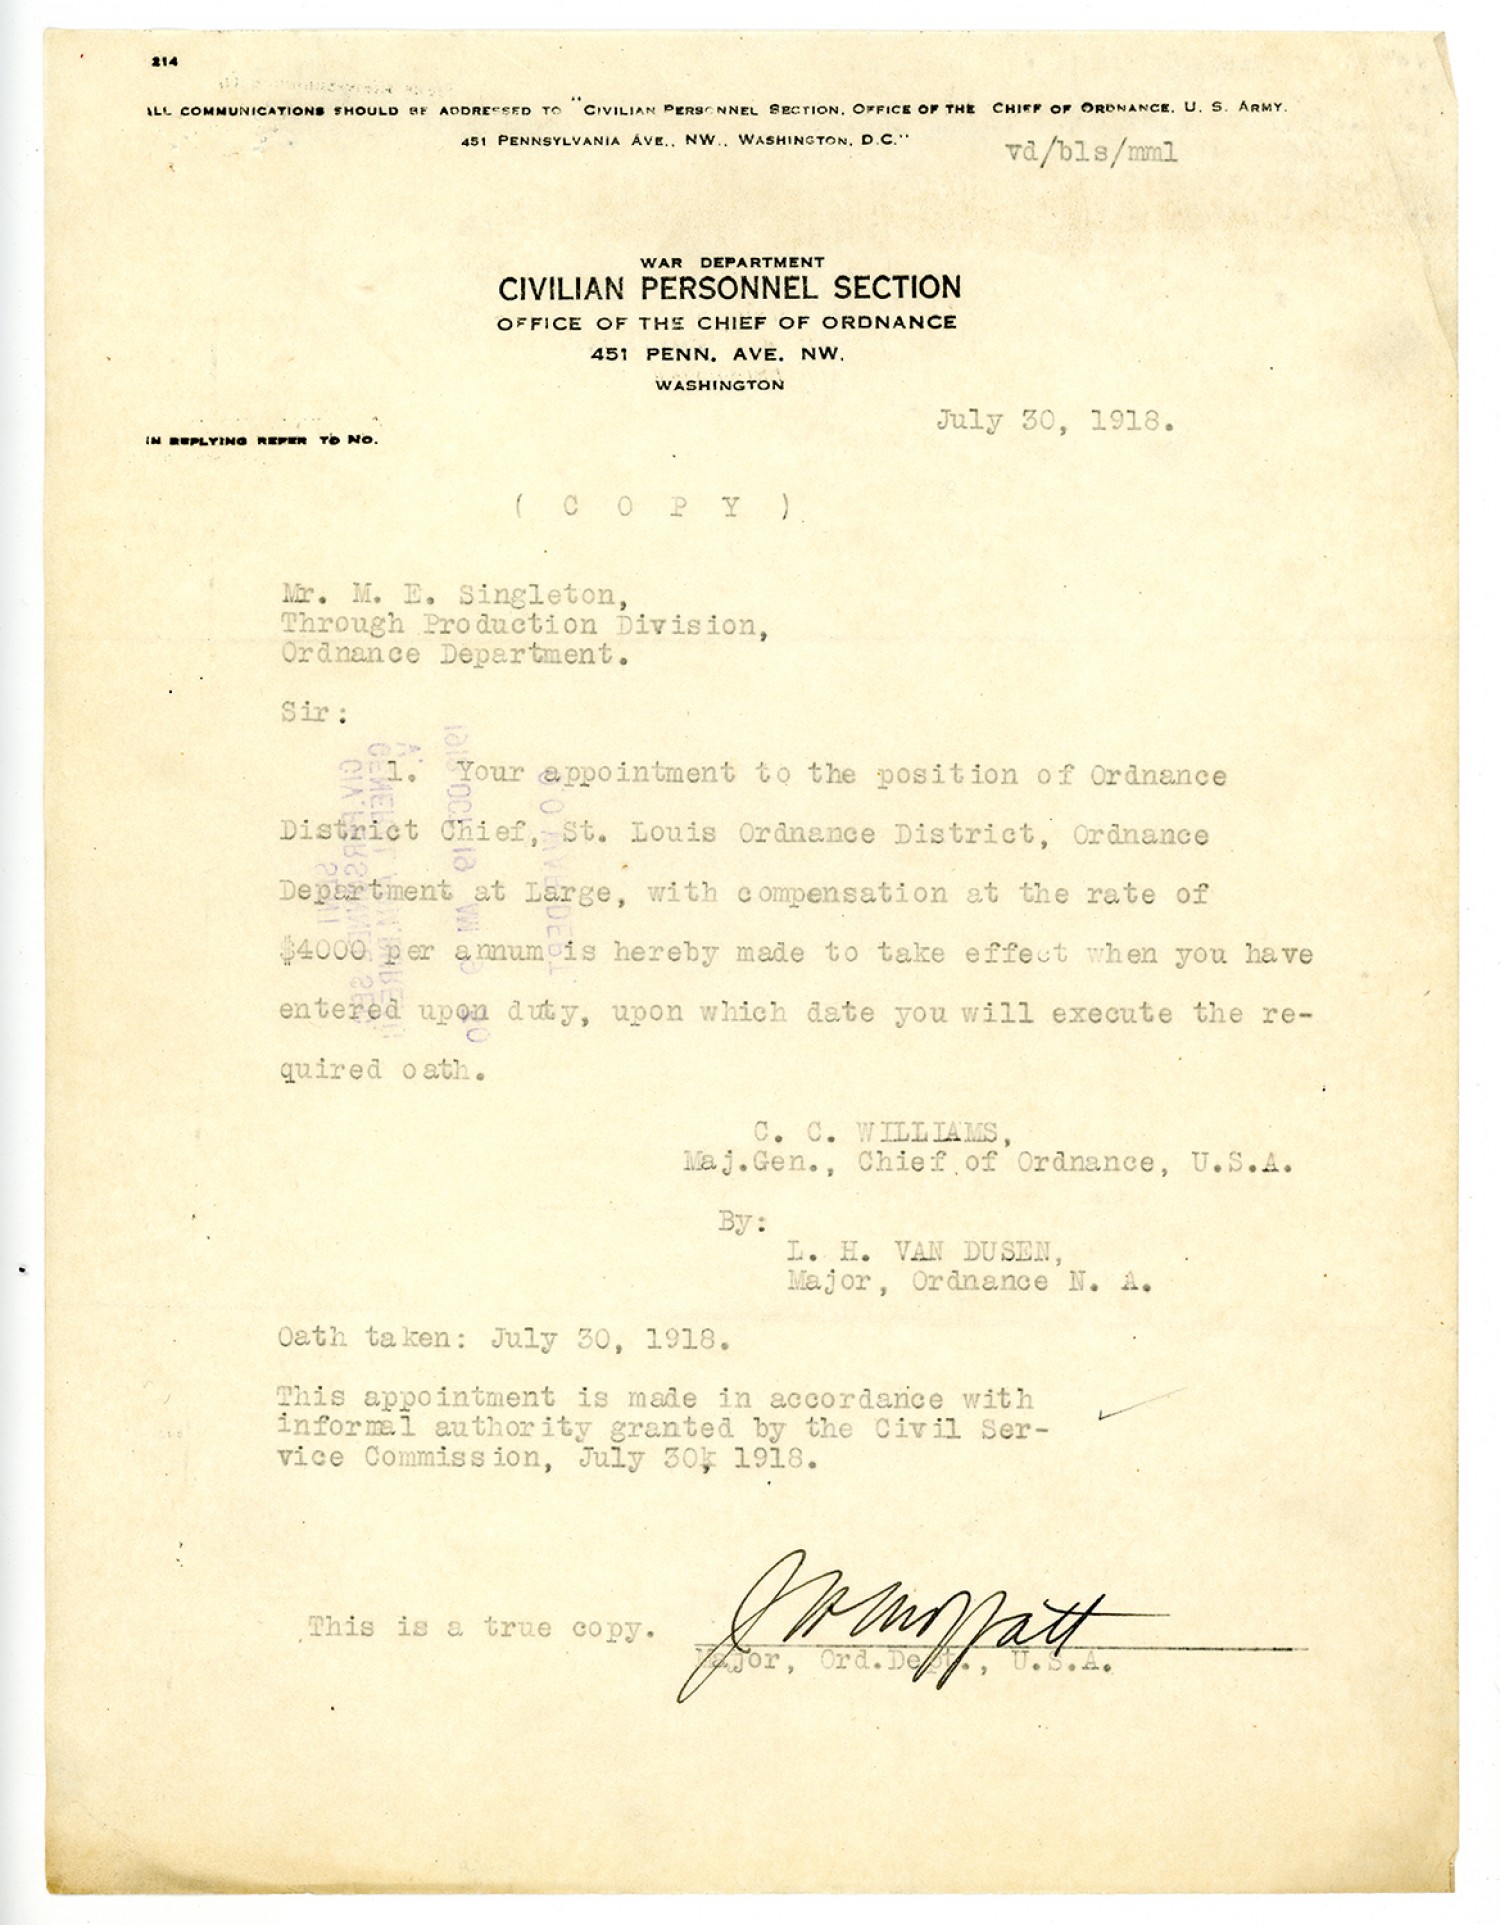 214
ALL COMMUNICATIONS SHOULD BE ADDRESSED TO "CIVILIAN PERSONNEL SECTION, OFFICE OF THE CHIEF OF ORDNANCE, U. S. ARMY.
451 PENNSYLVANIA AVE., NW., WASHINGTON, D.C."
vd/bls/mml
WAR DEPARTMENT
CIVILIAN PERSONNEL SECTION
OFFICE OF THE CHIEF OF ORDNANCE
451 PENN. AVE. NW.
WASHINGTON
July 30, 1918.
IN REPLYING REFER TO NO.
( C O P Y )
Mr. M. E. Singleton,
Through Production Division,
Ordnance Department.
Sir:
1. Your appointment to the position of Ordnance
District Chief, St. Louis Ordnance District, Ordnance
Department at Large, with compensation at the rate of
$4000 per annum is hereby made to take effect when you have
entered upon duty, upon which date you will execute the re-
quired oath.
C. C. WILLIAMS,
Maj.Gen., Chief of Ordnance, U.S.A.
By:
L. H. VAN DUSEN,
Major, Ordnance N. A.
Oath taken: July 30, 1918.
This appointment is made in accordance with
informal authority granted by the Civil Ser-
vice Commission, July 30, 1918.
This is a true copy.
Moffatt
Major, Ord.Dept., U.S.A.